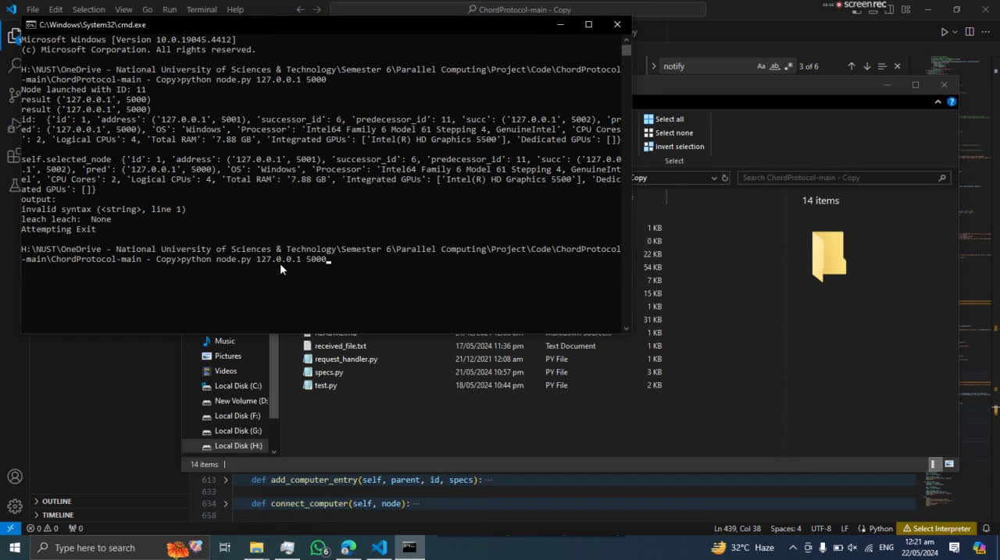 File Edit Selection View Go Run Terminal Help
ChordProtocol-main - Copy
screenrec
C:\Windows\System32\cmd.exe
Microsoft Windows [Version 10.0.19045.4412]
(c) Microsoft Corporation. All rights reserved.
H:\NUST\OneDrive - National University of Sciences & Technology\Semester 6\Parallel Computing\Project\Code\ChordProtocol
-main\ChordProtocol-main - Copy>python node.py 127.0.0.1 5000
Node launched with ID: 11
result ('127.0.0.1', 5000)
result ('127.0.0.1', 5000)
id:  {'id': 1, 'address': ('127.0.0.1', 5001), 'successor_id': 6, 'predecessor_id': 11, 'succ': ('127.0.0.1', 5002), 'pr
ed': ('127.0.0.1', 5000), 'OS': 'Windows', 'Processor': 'Intel64 Family 6 Model 61 Stepping 4, GenuineIntel', 'CPU Cores
': 2, 'Logical CPUs': 4, 'Total RAM': '7.88 GB', 'Integrated GPUs': ['Intel(R) HD Graphics 5500'], 'Dedicated GPUs': []}
self.selected_node  {'id': 1, 'address': ('127.0.0.1', 5001), 'successor_id': 6, 'predecessor_id': 11, 'succ': ('127.0.0
.1', 5002), 'pred': ('127.0.0.1', 5000), 'OS': 'Windows', 'Processor': 'Intel64 Family 6 Model 61 Stepping 4, GenuineInt
el', 'CPU Cores': 2, 'Logical CPUs': 4, 'Total RAM': '7.88 GB', 'Integrated GPUs': ['Intel(R) HD Graphics 5500'], 'Dedic
ated GPUs': []}
output:
invalid syntax (<string>, line 1)
leach leach:  None
Attempting Exit
H:\NUST\OneDrive - National University of Sciences & Technology\Semester 6\Parallel Computing\Project\Code\ChordProtocol
-main\ChordProtocol-main - Copy>python node.py 127.0.0.1 5000
notify Aa ab 3 of 6
Select all
Select none
Invert selection
Select
Copy
Search ChordProtocol-main - Copy
14 items
1 KB
0 KB
22 KB
54 KB
7 KB
15 KB
1 KB
31 KB
1 KB
received_file.txt 17/05/2024 11:36 pm Text Document 1 KB
request_handler.py 21/12/2021 12:08 am PY File 1 KB
specs.py 21/05/2024 10:57 pm PY File 3 KB
test.py 18/05/2024 10:44 pm PY File 2 KB
Music
Pictures
Videos
Local Disk (C:)
New Volume (D:
Local Disk (F:)
Local Disk (G:)
Local Disk (H:)
14 items
613 def add_computer_entry(self, parent, id, specs):
633
634 def connect_computer(self, node):
658
OUTLINE
TIMELINE
0 0 0
Ln 439, Col 38 Spaces: 4 UTF-8 LF Python Select Interpreter
Type here to search
6
32°C Haze
ENG
12:21 am
22/05/2024